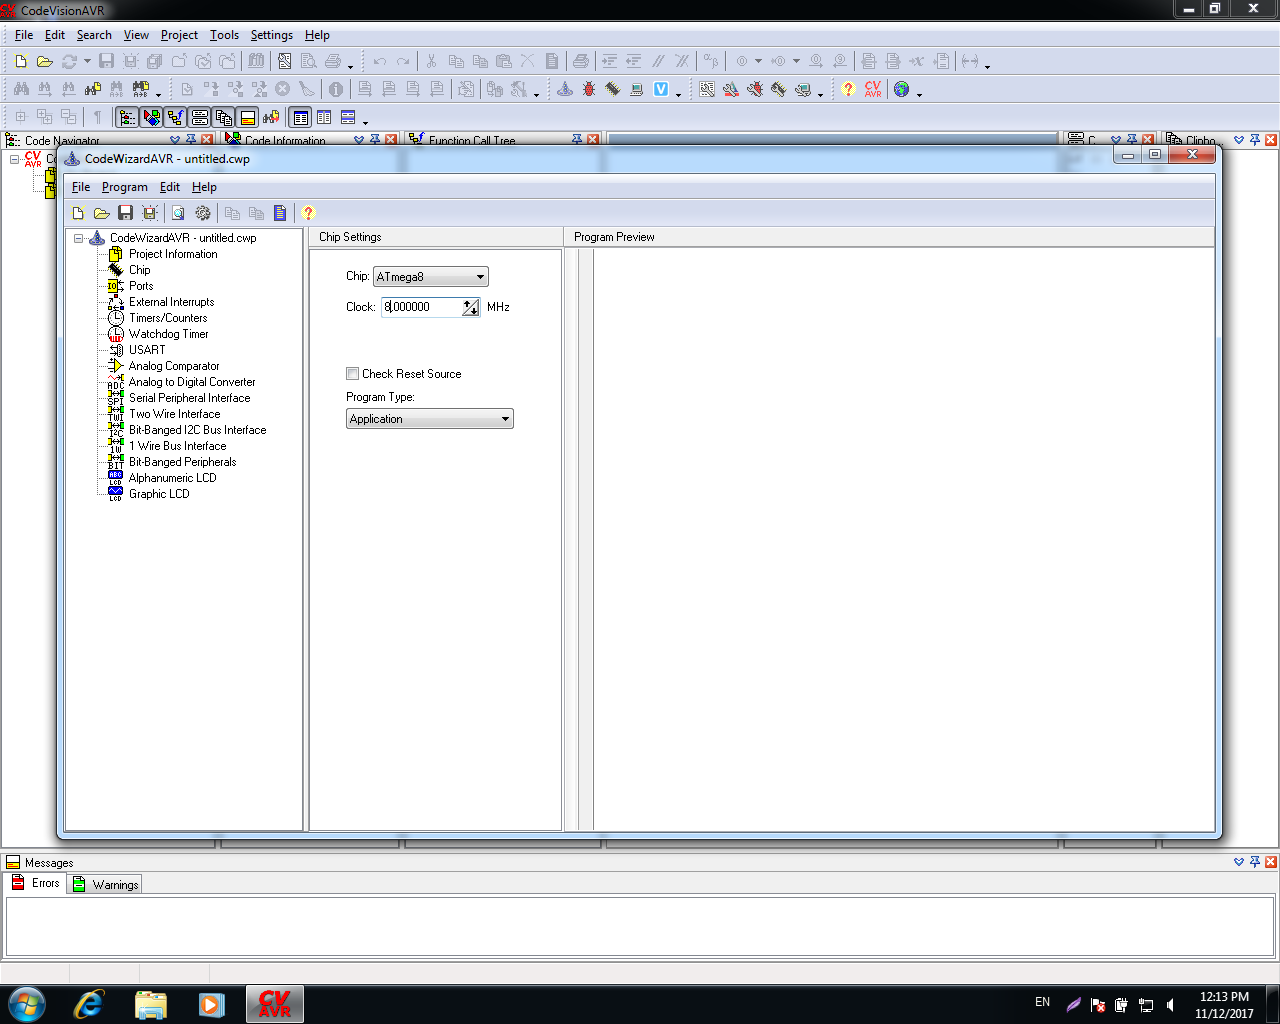 CodeVisionAVR
File Edit Search View Project Tools Settings Help
Code Navigator
Code Information
Function Call Tree
C...
Clipbo...
CodeWizardAVR - untitled.cwp
File Program Edit Help
CodeWizardAVR - untitled.cwp
Project Information
Chip
Ports
External Interrupts
Timers/Counters
Watchdog Timer
USART
Analog Comparator
Analog to Digital Converter
Serial Peripheral Interface
Two Wire Interface
Bit-Banged I2C Bus Interface
1 Wire Bus Interface
Bit-Banged Peripherals
Alphanumeric LCD
Graphic LCD
Chip Settings
Chip: ATmega8
Clock: 8.000000 MHz
Check Reset Source
Program Type:
Application
Program Preview
Messages
Errors Warnings
CV AVR
EN
12:13 PM
11/12/2017